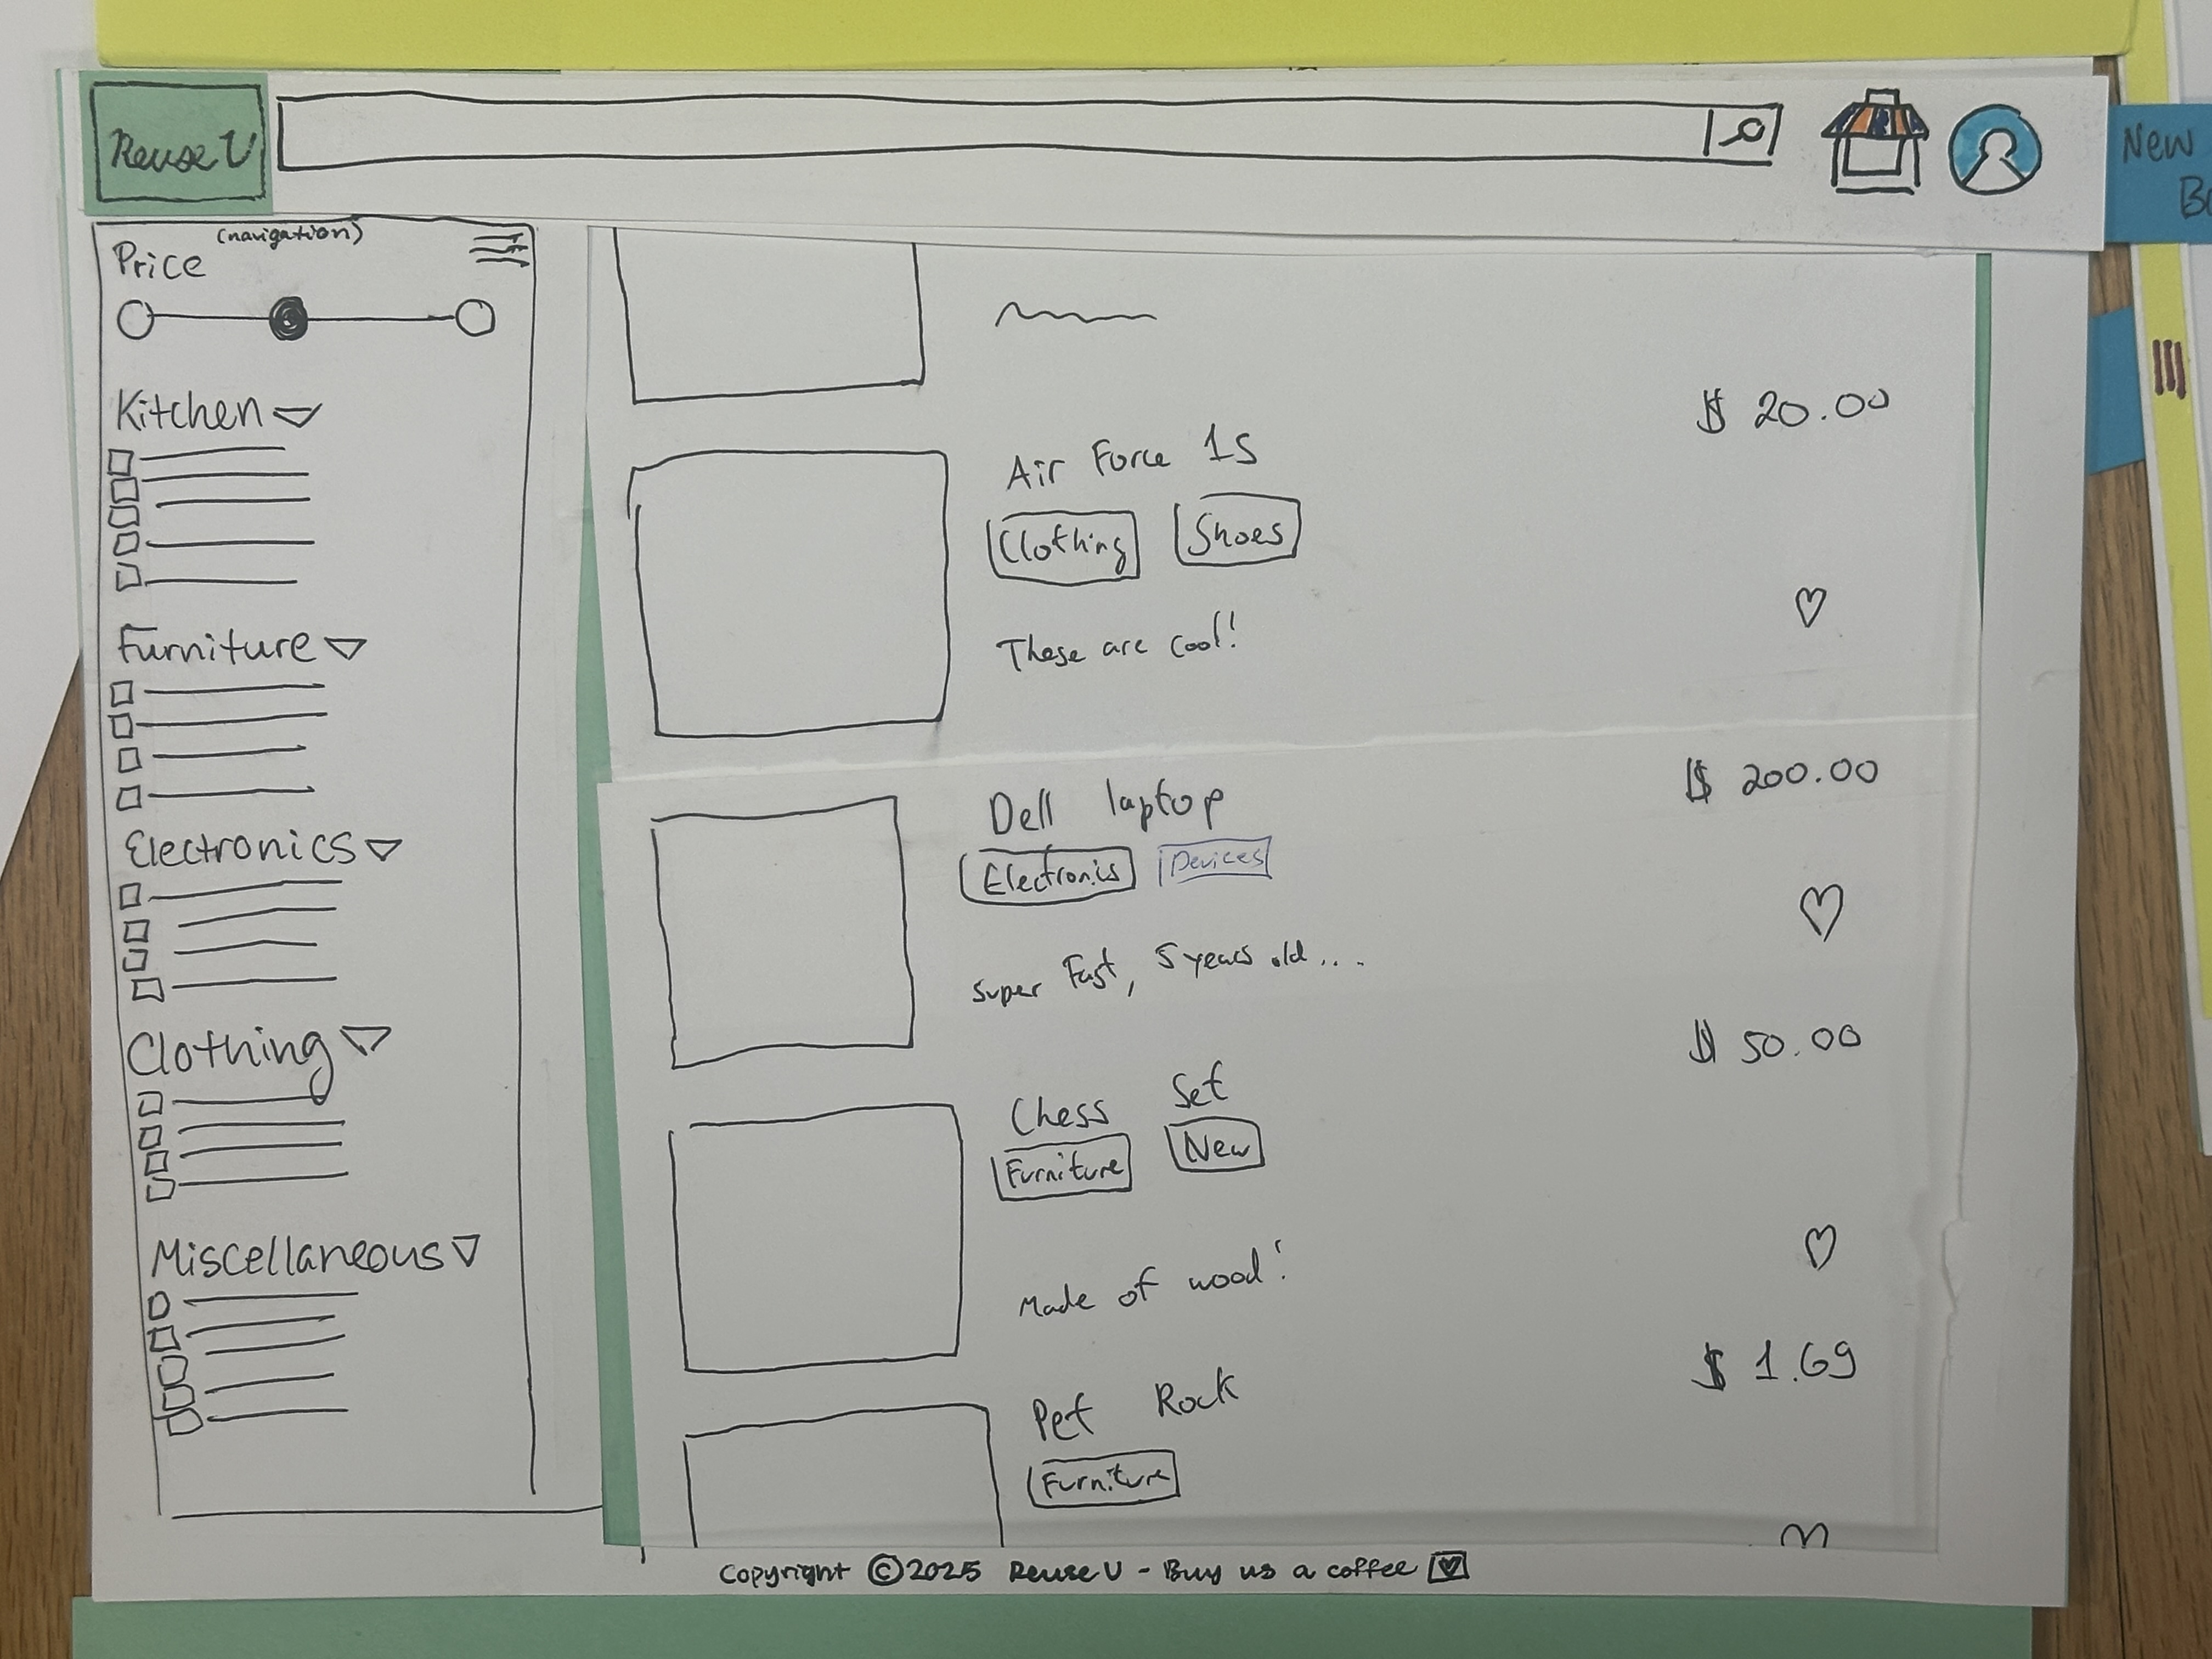 Reuse U
New
(navigation)
Price
Kitchen
Furniture
Electronics
Clothing
Miscellaneous
$ 20.00
Air Force 1s
Clothing Shoes
These are cool!
$ 200.00
Dell laptop
Electronics Devices
Super Fast, 5 years old....
$ 50.00
Chess Set
Furniture New
Made of wood!
$ 1.69
Pet Rock
Furniture
Copyright ©2025 Reuse U - Buy us a coffee